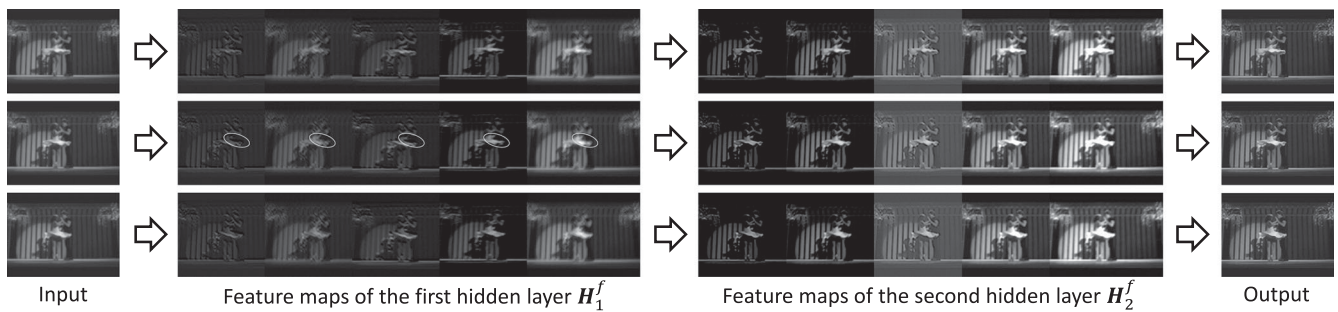 Input
Feature maps of the first hidden layer H₁ᶠ
Feature maps of the second hidden layer H₂ᶠ
Output